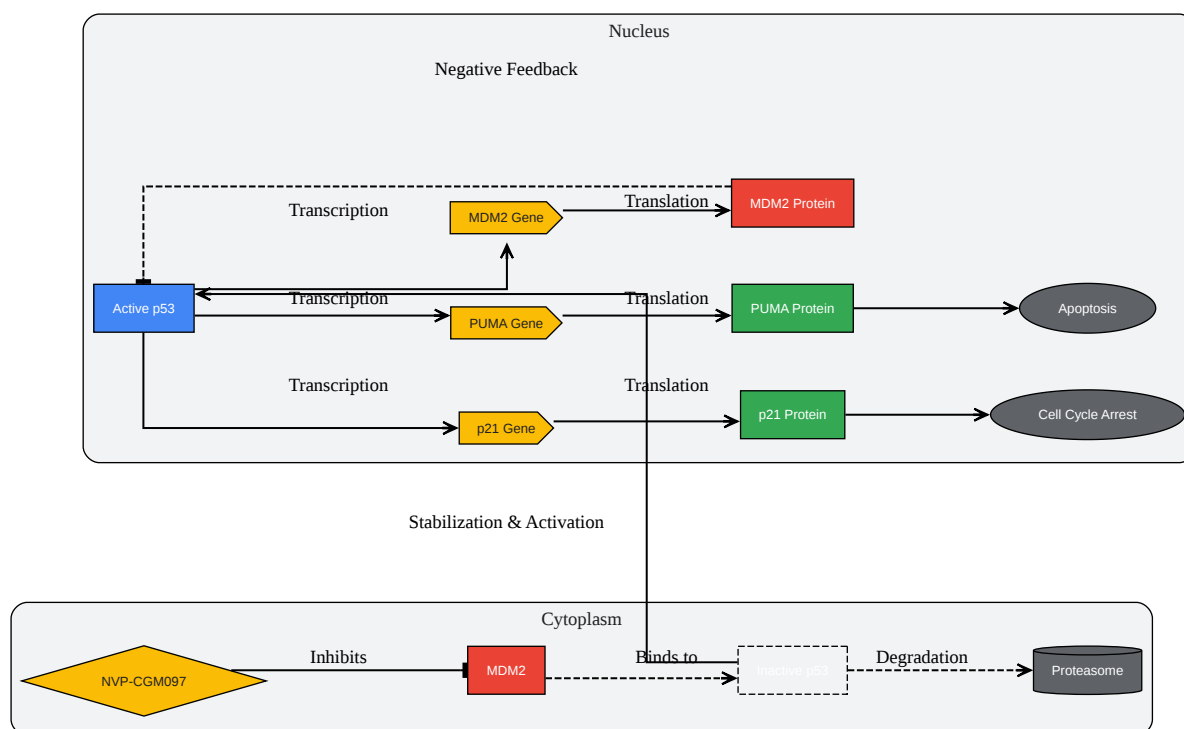 Nucleus
Negative Feedback
Transcription
MDM2 Gene
Translation
MDM2 Protein
Active p53
Transcription
PUMA Gene
Translation
PUMA Protein
Apoptosis
Transcription
p21 Gene
Translation
p21 Protein
Cell Cycle Arrest
Stabilization & Activation
Cytoplasm
NVP-CGM097
Inhibits
MDM2
Binds to
Inactive p53
Degradation
Proteasome